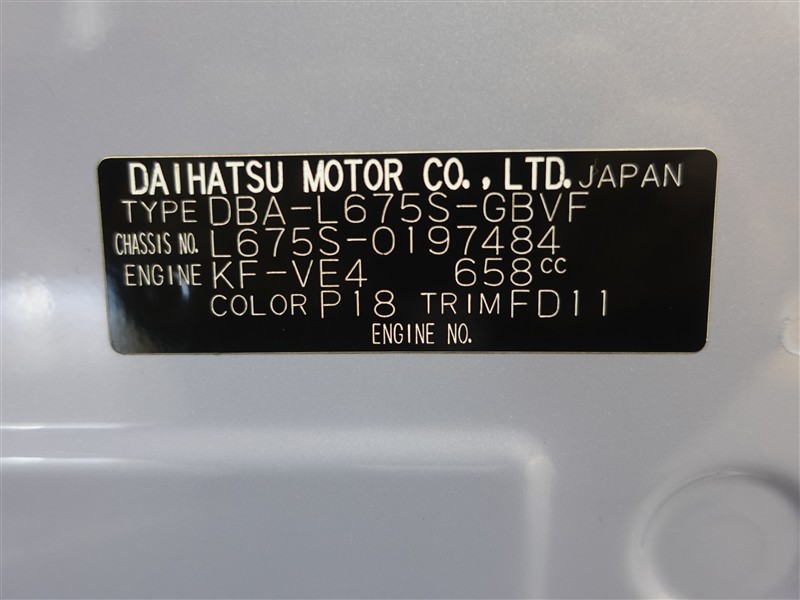 DAIHATSU MOTOR CO., LTD. JAPAN
TYPE DBA-L675S-GBVF
CHASSIS NO. L675S-0197484
ENGINE KF-VE4 658cc
COLOR P18 TRIM FD11
ENGINE NO.